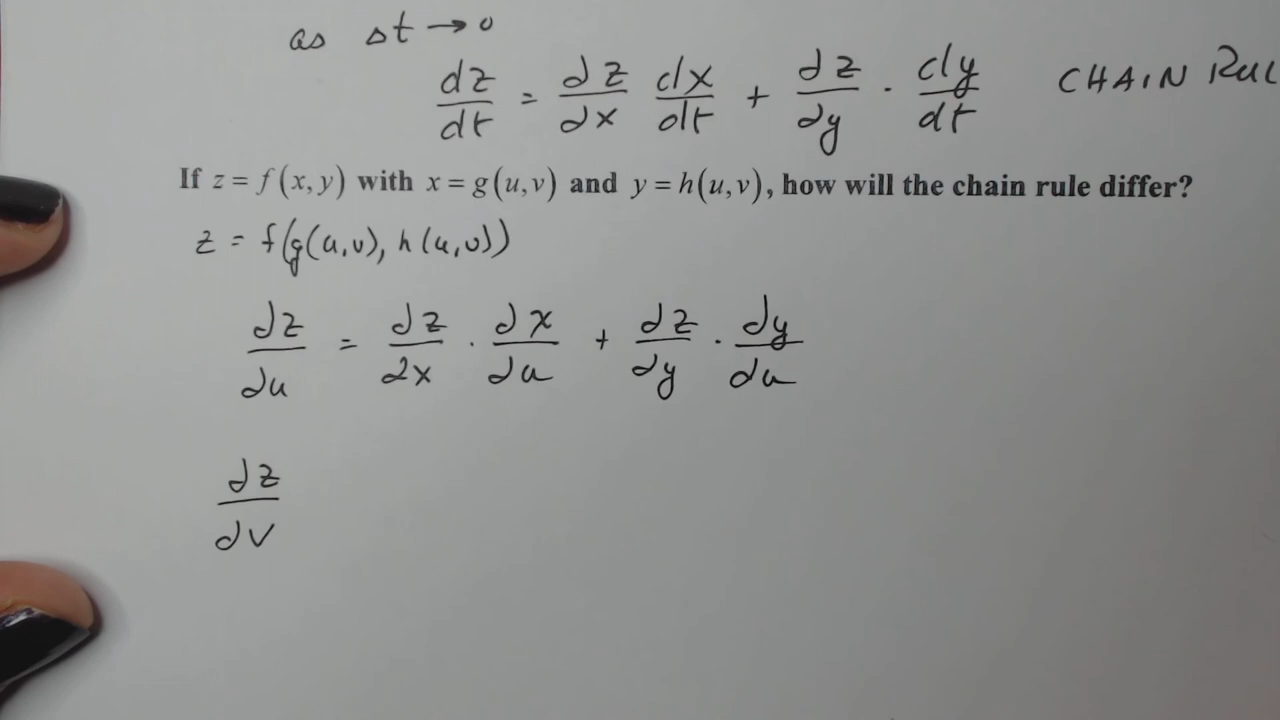 as Δt → 0
dz/dt = ∂z/∂x dx/dt + ∂z/∂y · dy/dt CHAIN RUL
If z = f(x, y) with x = g(u, v) and y = h(u, v), how will the chain rule differ?
z = f(g(u,v), h(u,v))
∂z/∂u = ∂z/∂x · ∂x/∂u + ∂z/∂y · ∂y/∂u
∂z/∂v